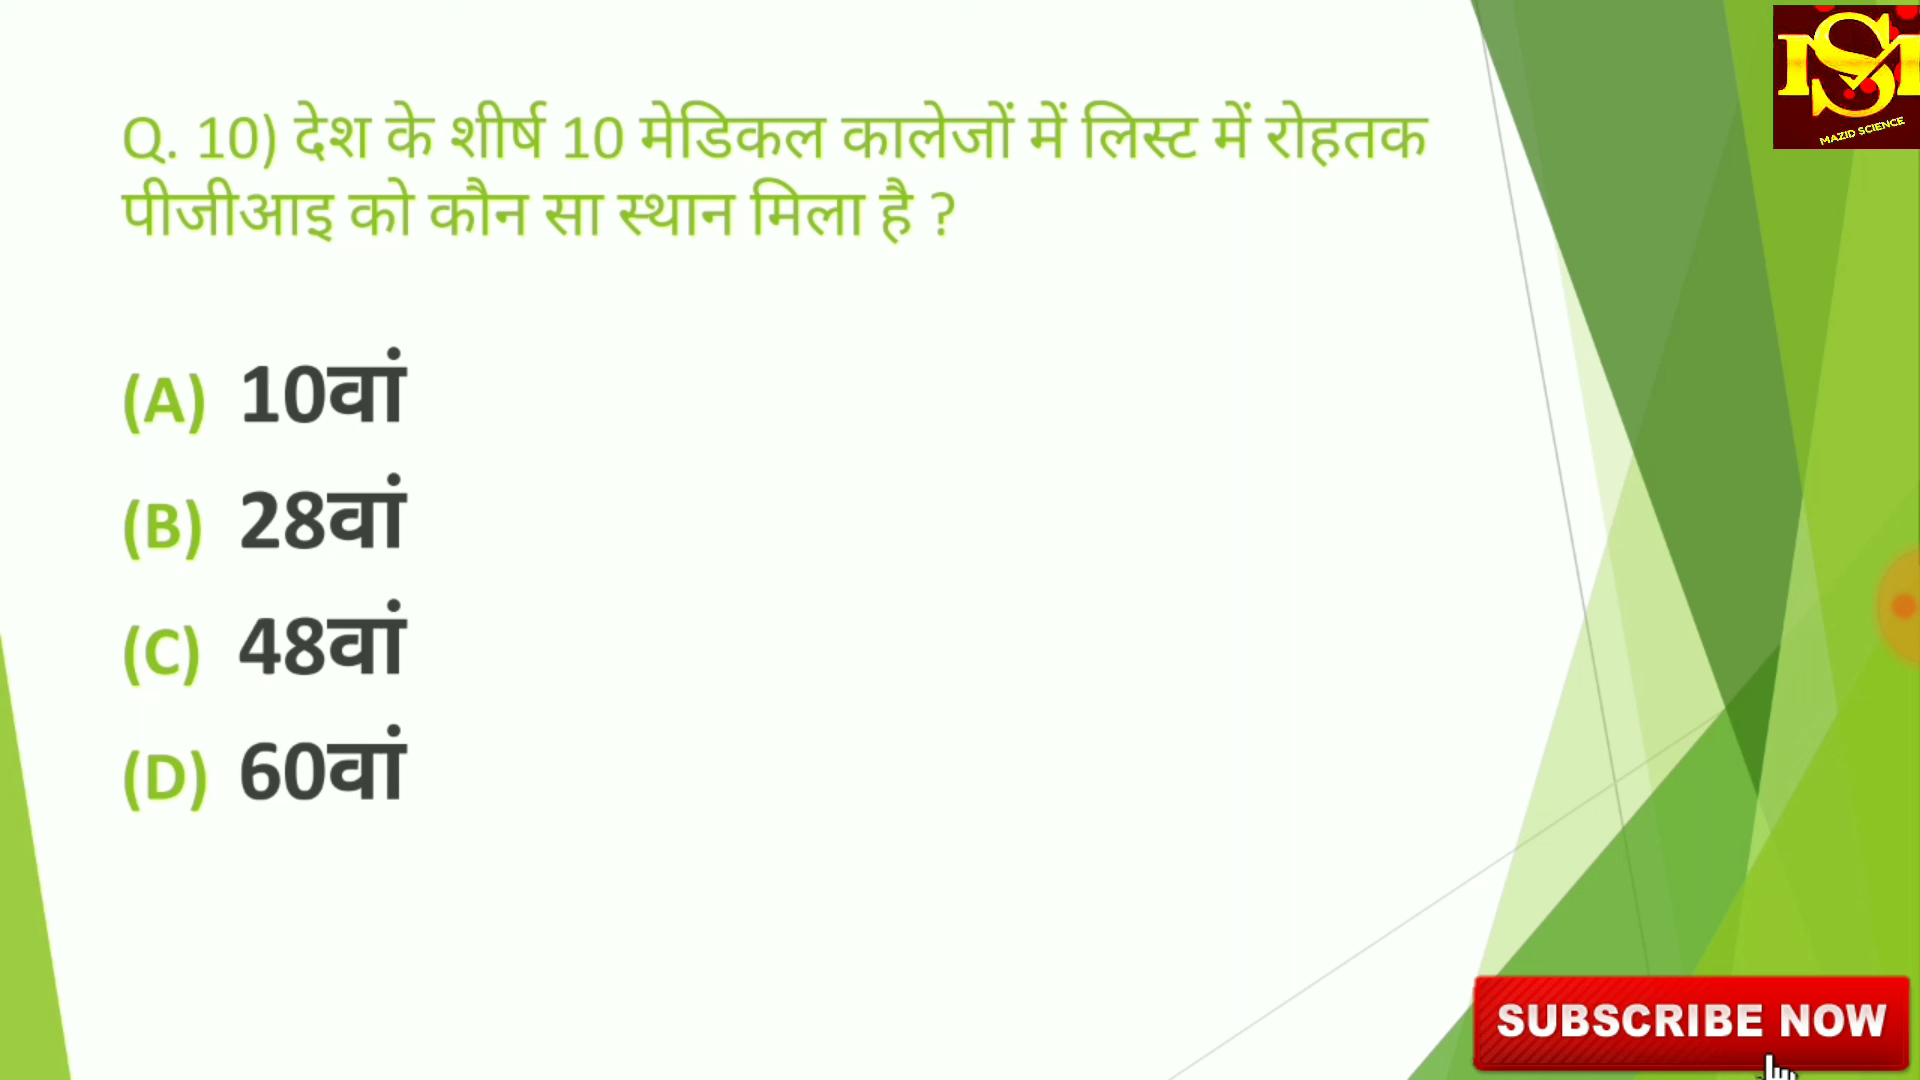 Q. 10) देश के शीर्ष 10 मेडिकल कालेजों में लिस्ट में रोहतक
पीजीआइ को कौन सा स्थान मिला है ?
(A) 10वां
(B) 28वां
(C) 48वां
(D) 60वां
MAZID SCIENCE
SUBSCRIBE NOW